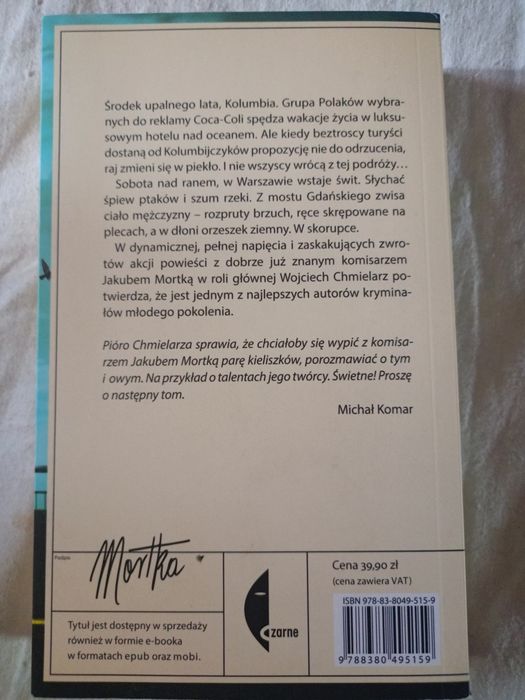 Środek upalnego lata, Kolumbia. Grupa Polaków wybra-
nych do reklamy Coca-Coli spędza wakacje życia w luksu-
sowym hotelu nad oceanem. Ale kiedy beztroscy turyści
dostaną od Kolumbijczyków propozycję nie do odrzucenia,
raj zmieni się w piekło. I nie wszyscy wrócą z tej podróży...
Sobota nad ranem, w Warszawie wstaje świt. Słychać
śpiew ptaków i szum rzeki. Z mostu Gdańskiego zwisa
ciało mężczyzny – rozpruty brzuch, ręce skrępowane na
plecach, a w dłoni orzeszek ziemny. W skorupce.
W dynamicznej, pełnej napięcia i zaskakujących zwro-
tów akcji powieści z dobrze już znanym komisarzem
Jakubem Mortką w roli głównej Wojciech Chmielarz po-
twierdza, że jest jednym z najlepszych autorów krymina-
łów młodego pokolenia.
Pióro Chmielarza sprawia, że chciałoby się wypić z komisa-
rzem Jakubem Mortką parę kieliszków, porozmawiać o tym
i owym. Na przykład o talentach jego twórcy. Świetne! Proszę
o następny tom.
Michał Komar
Podpis:
Mortka
Tytuł jest dostępny w sprzedaży
również w formie e-booka
w formatach epub oraz mobi.
czarne
Cena 39,90 zł
(cena zawiera VAT)
ISBN 978-83-8049-515-9
9 788380 495159